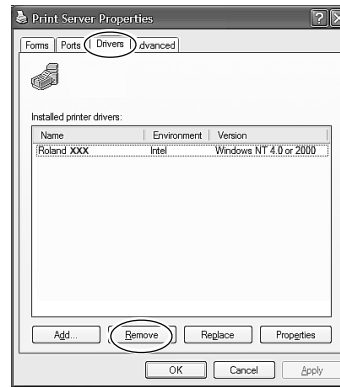 Print Server Properties
Forms Ports Drivers Advanced
Installed printer drivers:
Name Environment Version
Roland XXX Intel Windows NT 4.0 or 2000
Add... Remove Replace Properties
OK Cancel Apply